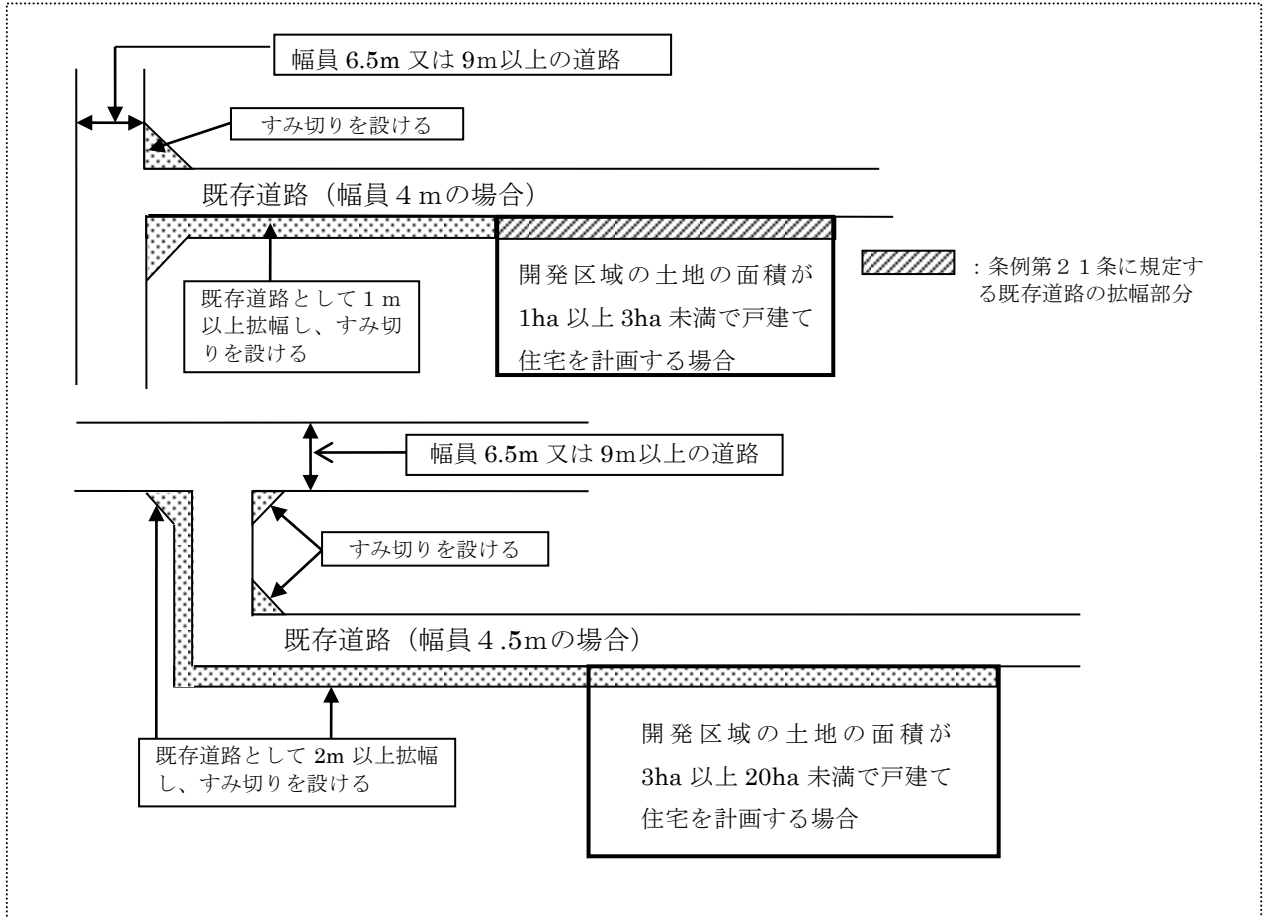 幅員 6.5m 又は 9m以上の道路
すみ切りを設ける
既存道路（幅員４ｍの場合）
既存道路として１ｍ
以上拡幅し、すみ切
りを設ける
開発区域の土地の面積が
1ha 以上 3ha 未満で戸建て
住宅を計画する場合
：条例第２１条に規定す
る既存道路の拡幅部分
幅員 6.5m 又は 9m以上の道路
すみ切りを設ける
既存道路（幅員４.5ｍの場合）
既存道路として 2m 以上拡幅
し、すみ切りを設ける
開発区域の土地の面積が
3ha 以上 20ha 未満で戸建て
住宅を計画する場合